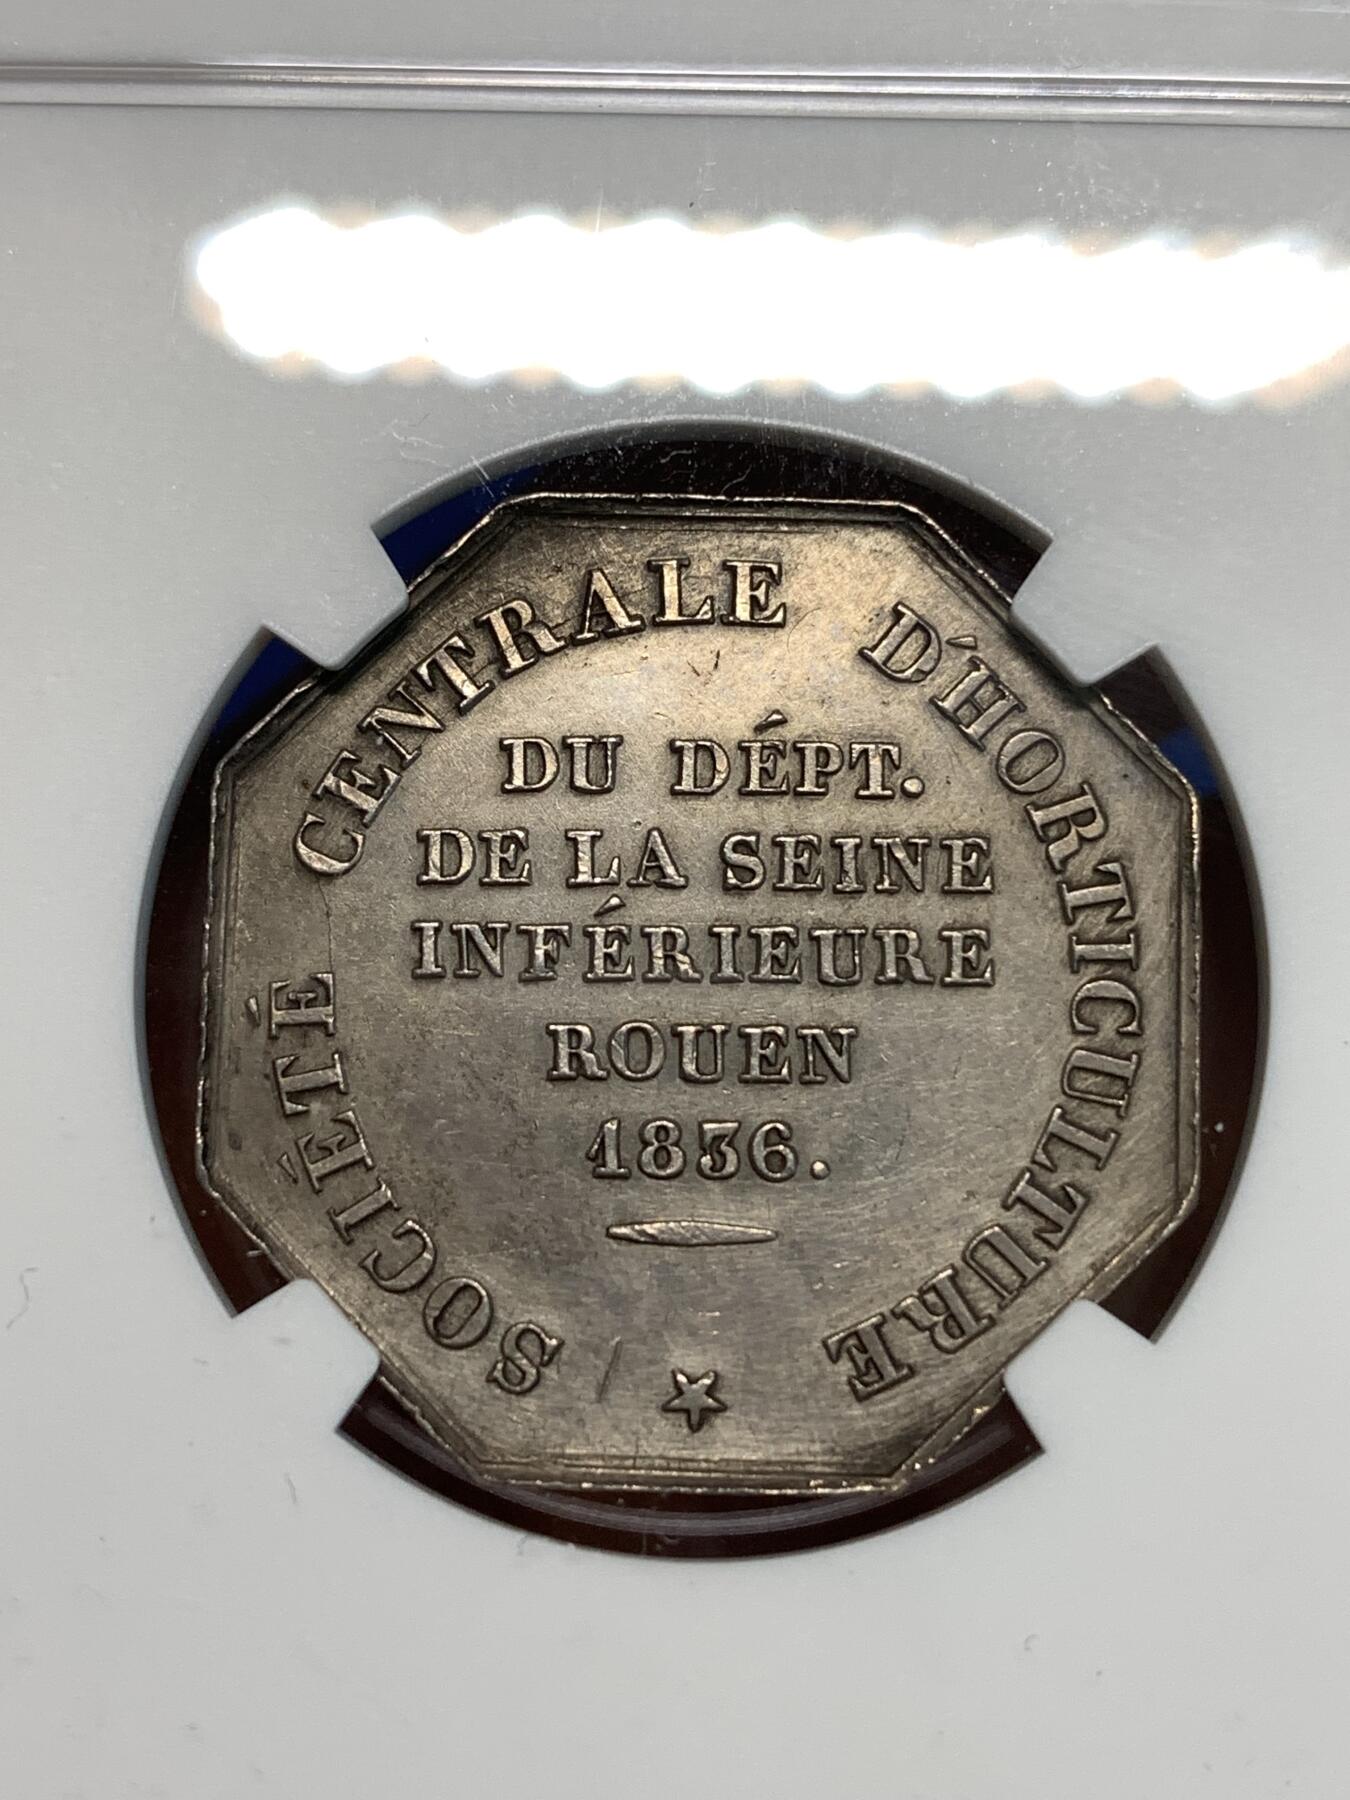 SOCIÉTÉ CENTRALE D'HORTICULTURE
DU DÉPT.
DE LA SEINE
INFÉRIEURE
ROUEN
1836.